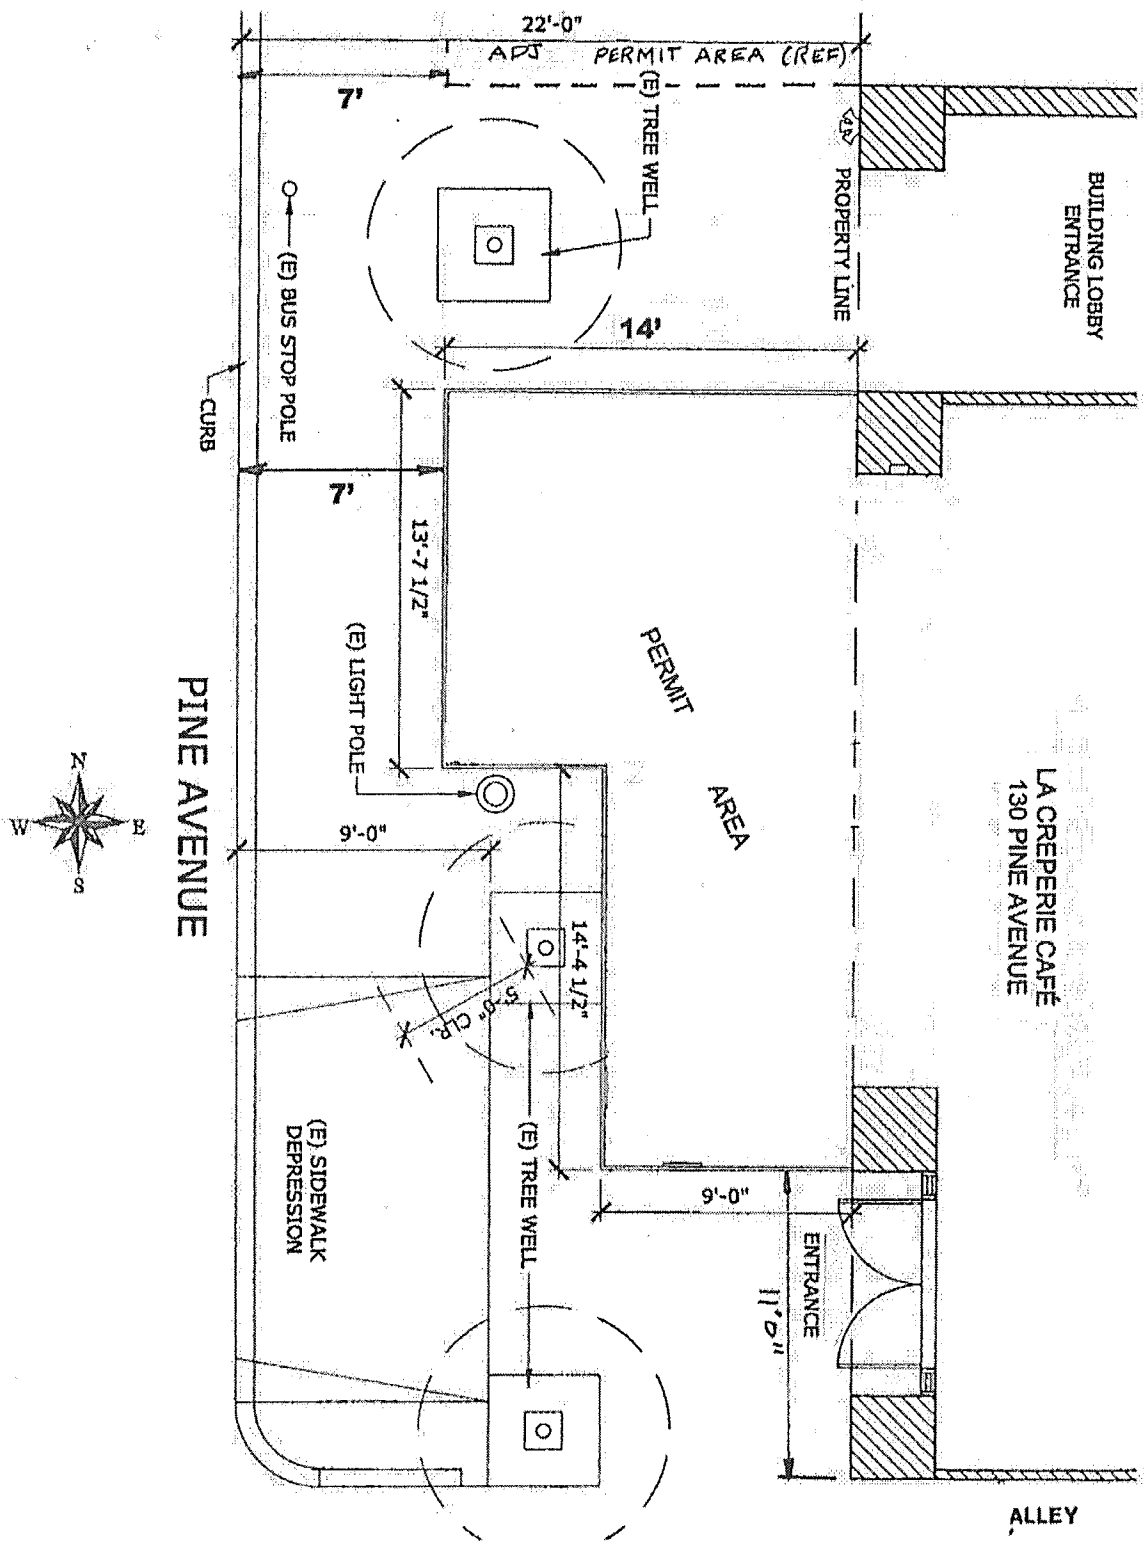 22'-0"
ADJ PERMIT AREA (REF)
7'
(E) TREE WELL
PROPERTY LINE
BUILDING LOBBY
ENTRANCE
(E) BUS STOP POLE
CURB
14'
7'
13'-7 1/2"
(E) LIGHT POLE
PERMIT
AREA
LA CREPERIE CAFÉ
130 PINE AVENUE
PINE AVENUE
N
W
E
S
9'-0"
14'-4 1/2"
5'-0" CLR.
(E) TREE WELL
(E) SIDEWALK
DEPRESSION
9'-0"
ENTRANCE
11'0"
ALLEY